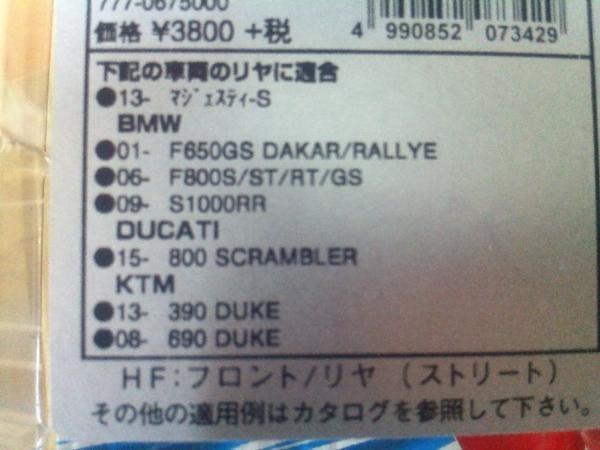 777-0675000
価格 ¥3800 +税
4 990852 073429
下記の車両のリヤに適合
●13- マジェスティ-S
BMW
●01- F650GS DAKAR/RALLYE
●06- F800S/ST/RT/GS
●09- S1000RR
DUCATI
●15- 800 SCRAMBLER
KTM
●13- 390 DUKE
●08- 690 DUKE
HF:フロント/リヤ (ストリート)
その他の適用例はカタログを参照して下さい。